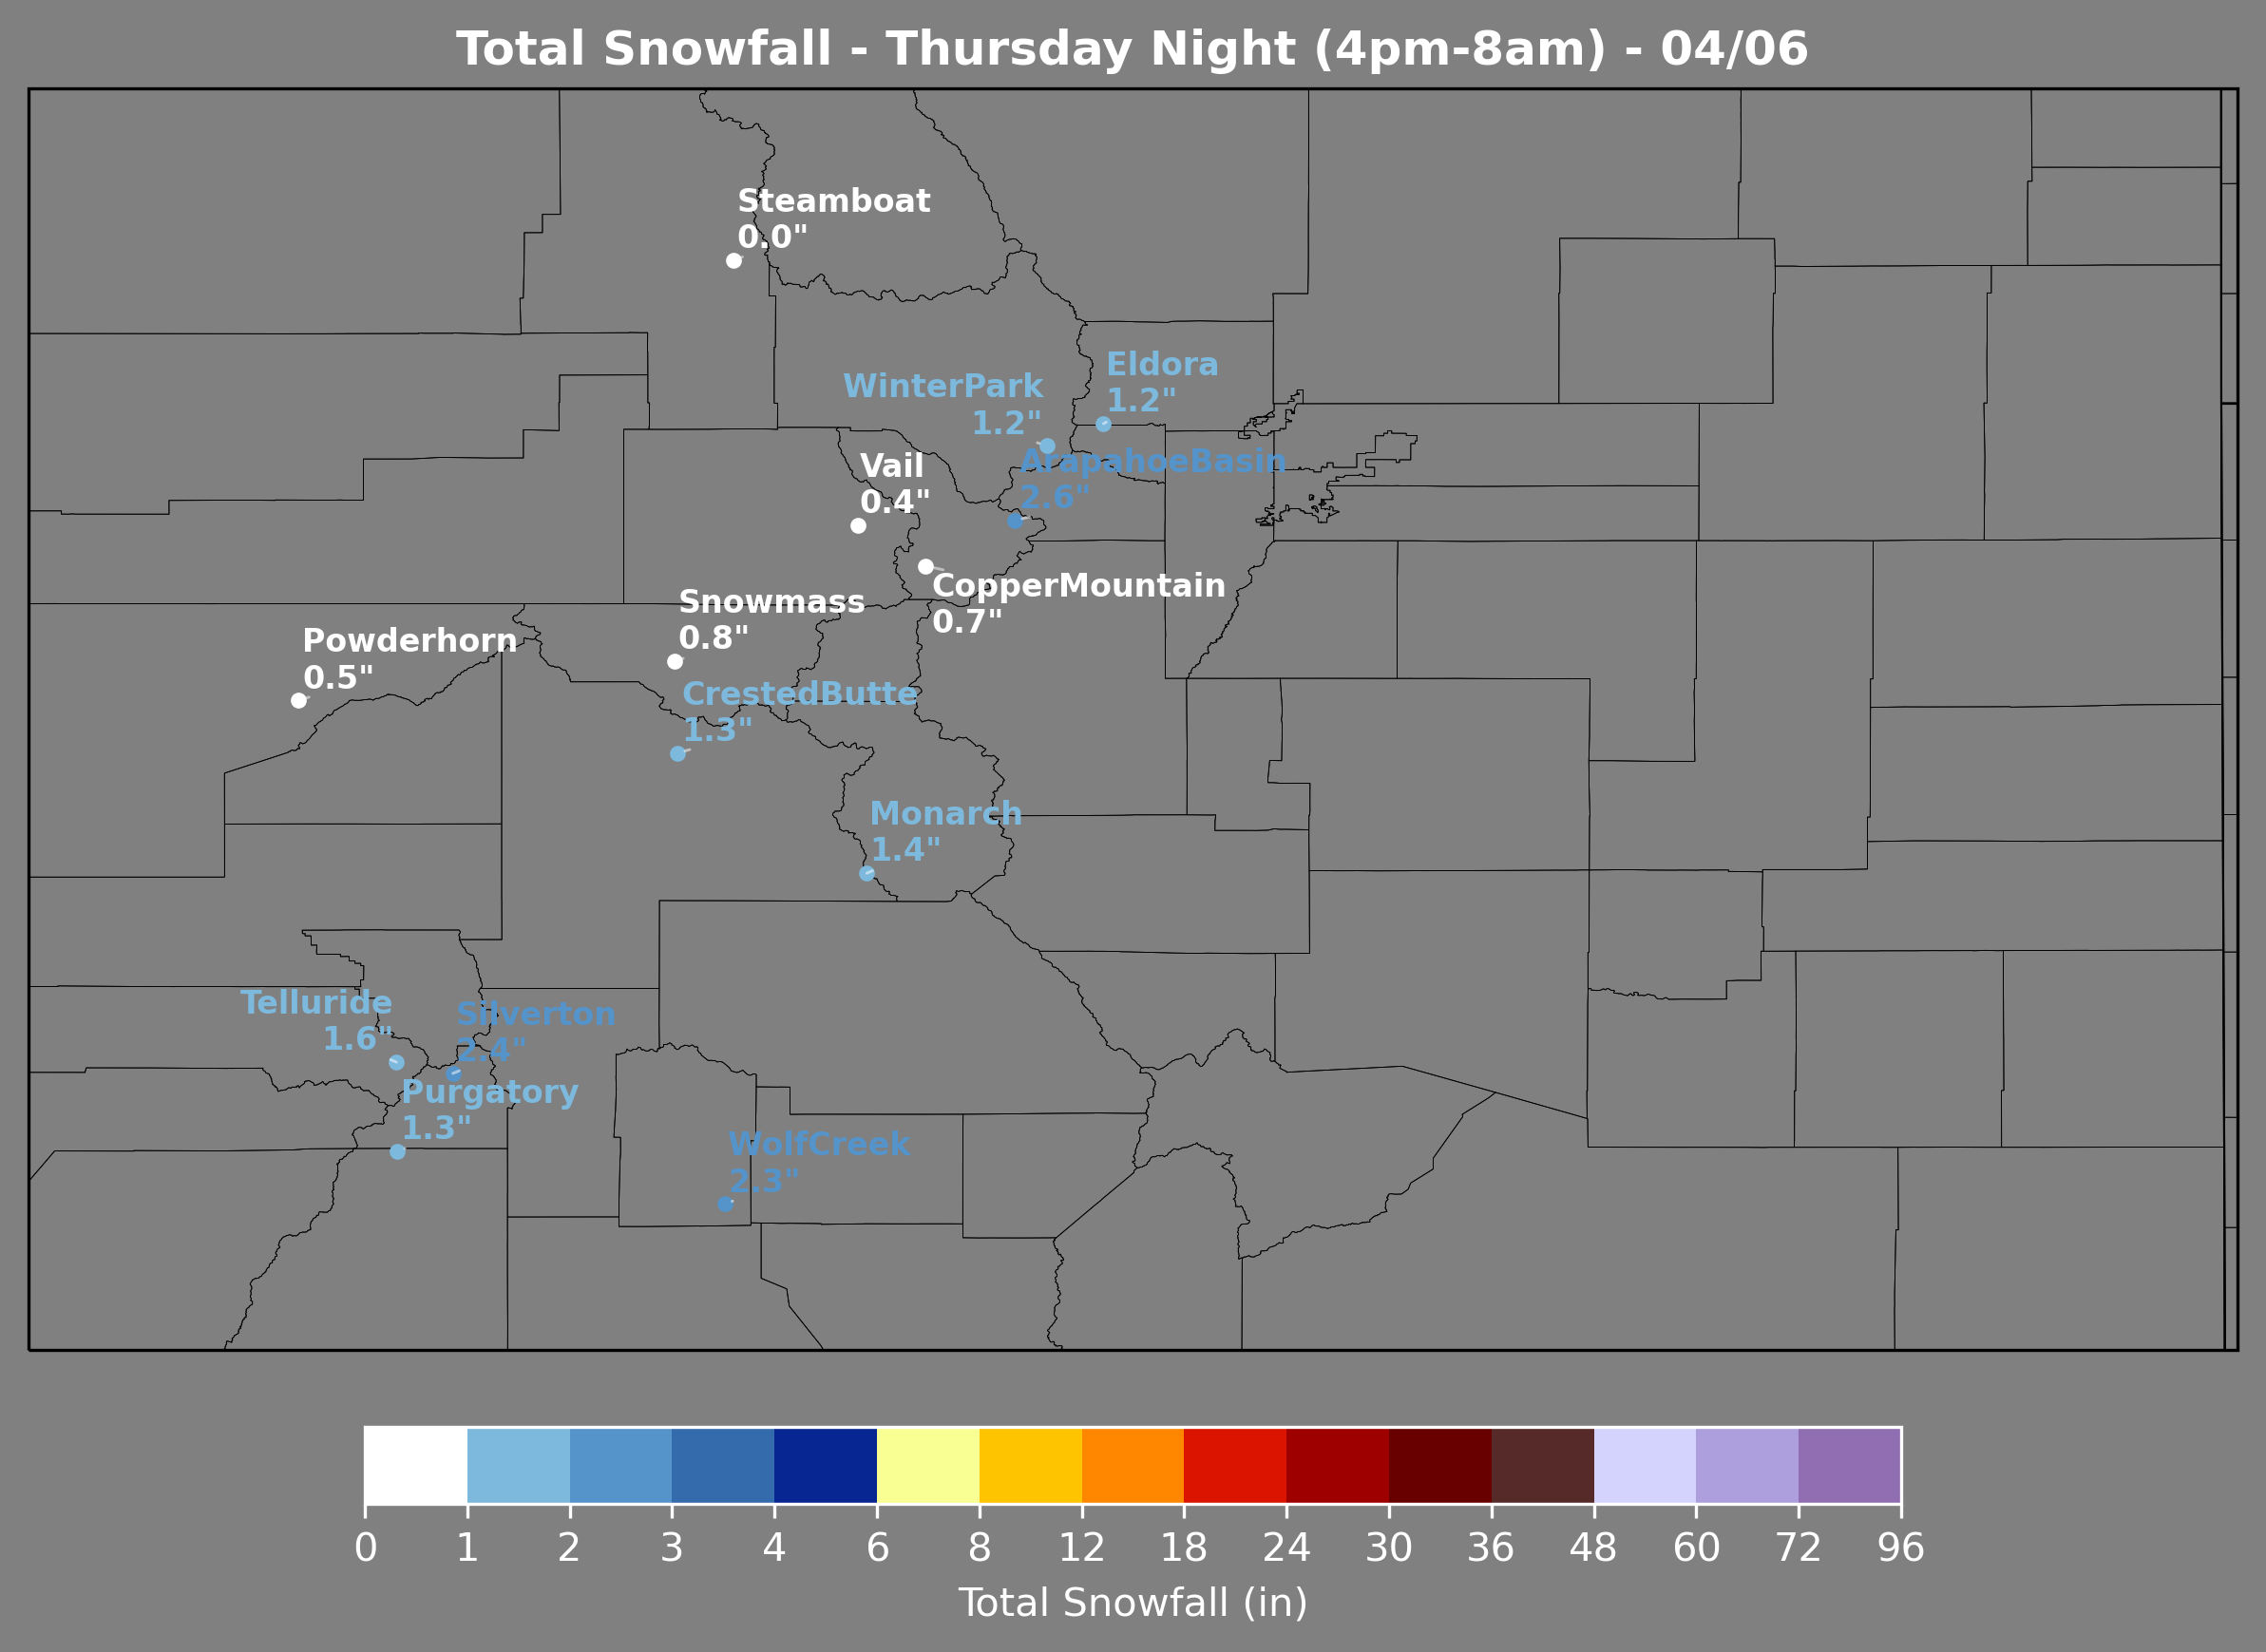 Total Snowfall - Thursday Night (4pm-8am) - 04/06
Steamboat
0.0"
Eldora
1.2"
WinterPark
1.2"
ArapahoeBasin
2.6"
Vail
0.4"
CopperMountain
0.7"
Snowmass
0.8"
Powderhorn
0.5"
CrestedButte
1.3"
Monarch
1.4"
Telluride
1.6"
Silverton
2.4"
Purgatory
1.3"
WolfCreek
2.3"
0 1 2 3 4 6 8 12 18 24 30 36 48 60 72 96
Total Snowfall (in)